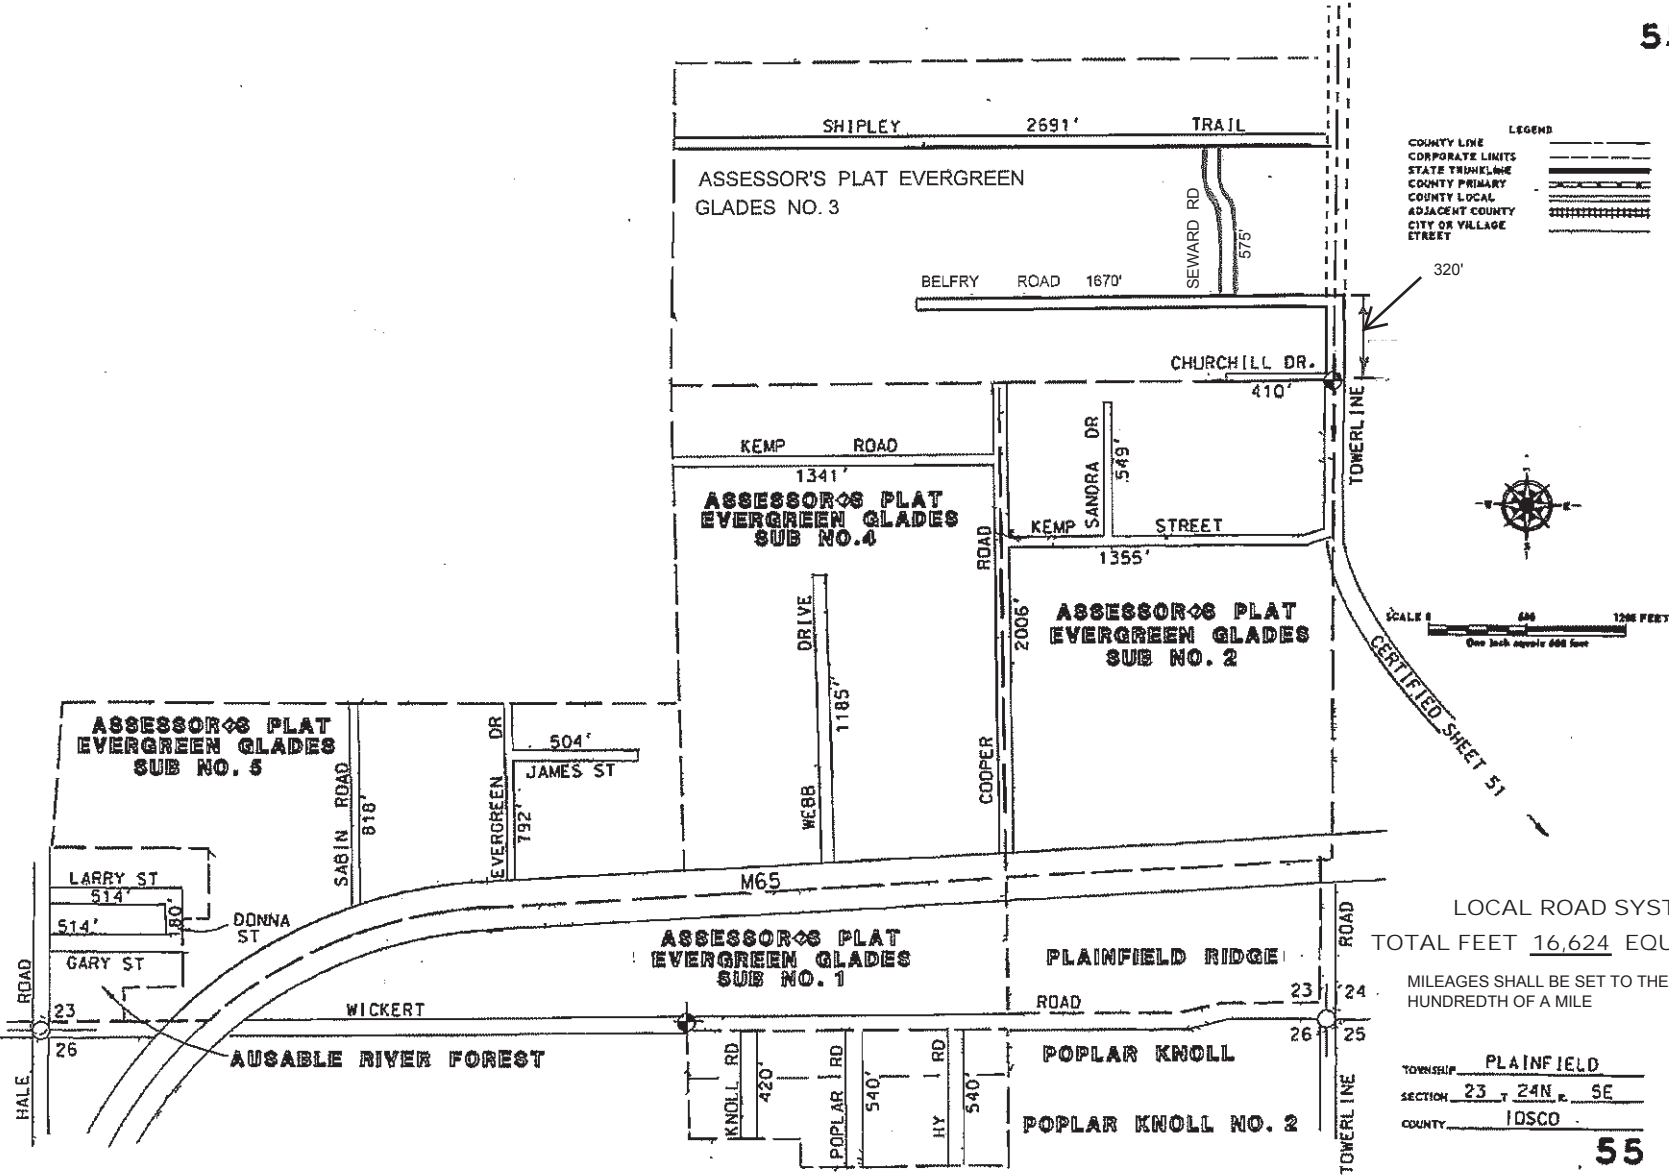 SHIPLEY 2691' TRAIL
ASSESSOR'S PLAT EVERGREEN
GLADES NO. 3
SEWARD RD
575'
BELFRY ROAD 1670'
LEGEND
COUNTY LINE
CORPORATE LIMITS
STATE TRUNKLINE
COUNTY PRIMARY
COUNTY LOCAL
ADJACENT COUNTY
CITY OR VILLAGE
STREET
320'
CHURCHILL DR.
410'
TOWERLINE
KEMP ROAD
1341'
ASSESSOR◇S PLAT
EVERGREEN GLADES
SUB NO.4
SANDRA DR
549'
KEMP STREET
1355'
COOPER ROAD
2006'
ASSESSOR◇S PLAT
EVERGREEN GLADES
SUB NO. 2
WEBB DRIVE
1185'
SCALE 0 600 1200 FEET
One inch equals 600 feet
CERTIFIED SHEET 51
ASSESSOR◇S PLAT
EVERGREEN GLADES
SUB NO. 5
SABIN ROAD
818'
EVERGREEN DR
792'
504'
JAMES ST
LARRY ST
514'
180'
514'
DONNA
ST
GARY ST
M65
ASSESSOR◇S PLAT
EVERGREEN GLADES
SUB NO. 1
PLAINFIELD RIDGE
HALE ROAD
23
26
WICKERT ROAD
AUSABLE RIVER FOREST
KNOLL RD
420'
POPLAR RD
540'
HY RD
540'
POPLAR KNOLL
POPLAR KNOLL NO. 2
23 24
26 25
TOWERLINE ROAD
LOCAL ROAD SYST
TOTAL FEET 16,624 EQU
MILEAGES SHALL BE SET TO THE
HUNDREDTH OF A MILE
TOWNSHIP PLAINFIELD
SECTION 23 T 24N R 5E
COUNTY IOSCO
55